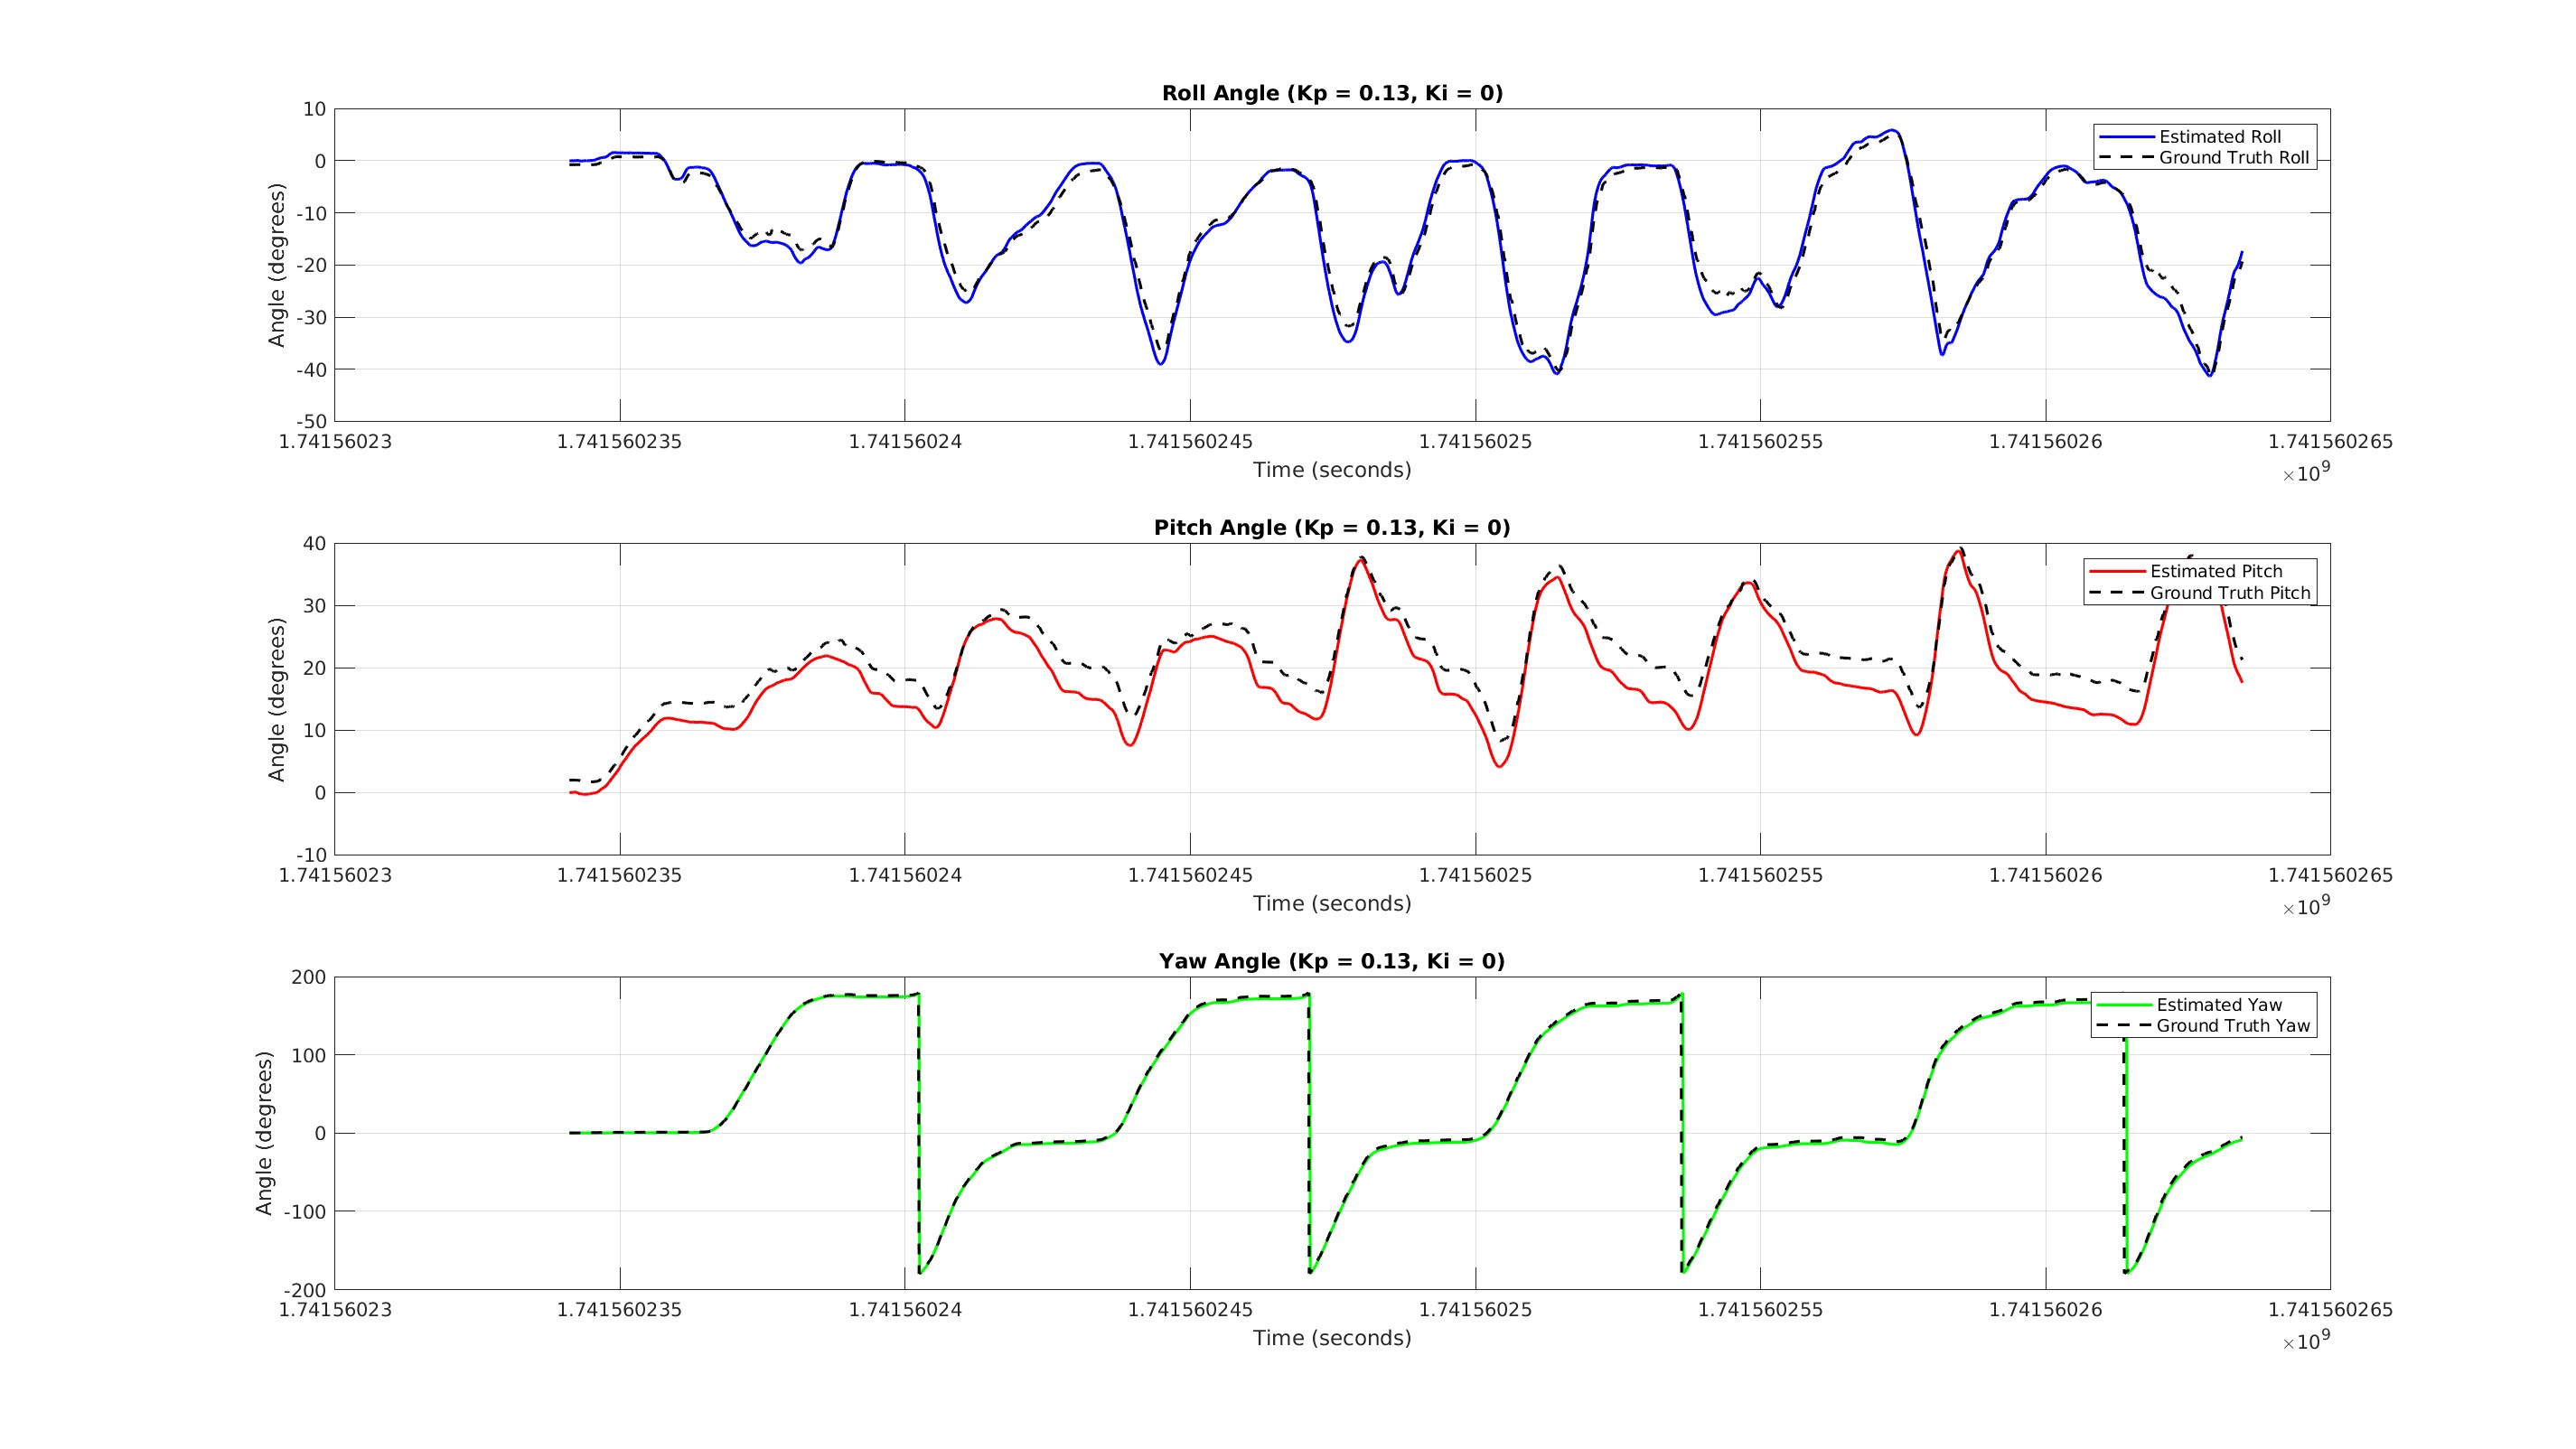 Roll Angle (Kp = 0.13, Ki = 0)
10
0
-10
-20
-30
-40
-50
Angle (degrees)
Estimated Roll
Ground Truth Roll
1.74156023 1.741560235 1.74156024 1.741560245 1.74156025 1.741560255 1.74156026 1.741560265
Time (seconds)
×10^9
Pitch Angle (Kp = 0.13, Ki = 0)
40
30
20
10
0
-10
Angle (degrees)
Estimated Pitch
Ground Truth Pitch
1.74156023 1.741560235 1.74156024 1.741560245 1.74156025 1.741560255 1.74156026 1.741560265
Time (seconds)
×10^9
Yaw Angle (Kp = 0.13, Ki = 0)
200
100
0
-100
-200
Angle (degrees)
Estimated Yaw
Ground Truth Yaw
1.74156023 1.741560235 1.74156024 1.741560245 1.74156025 1.741560255 1.74156026 1.741560265
Time (seconds)
×10^9